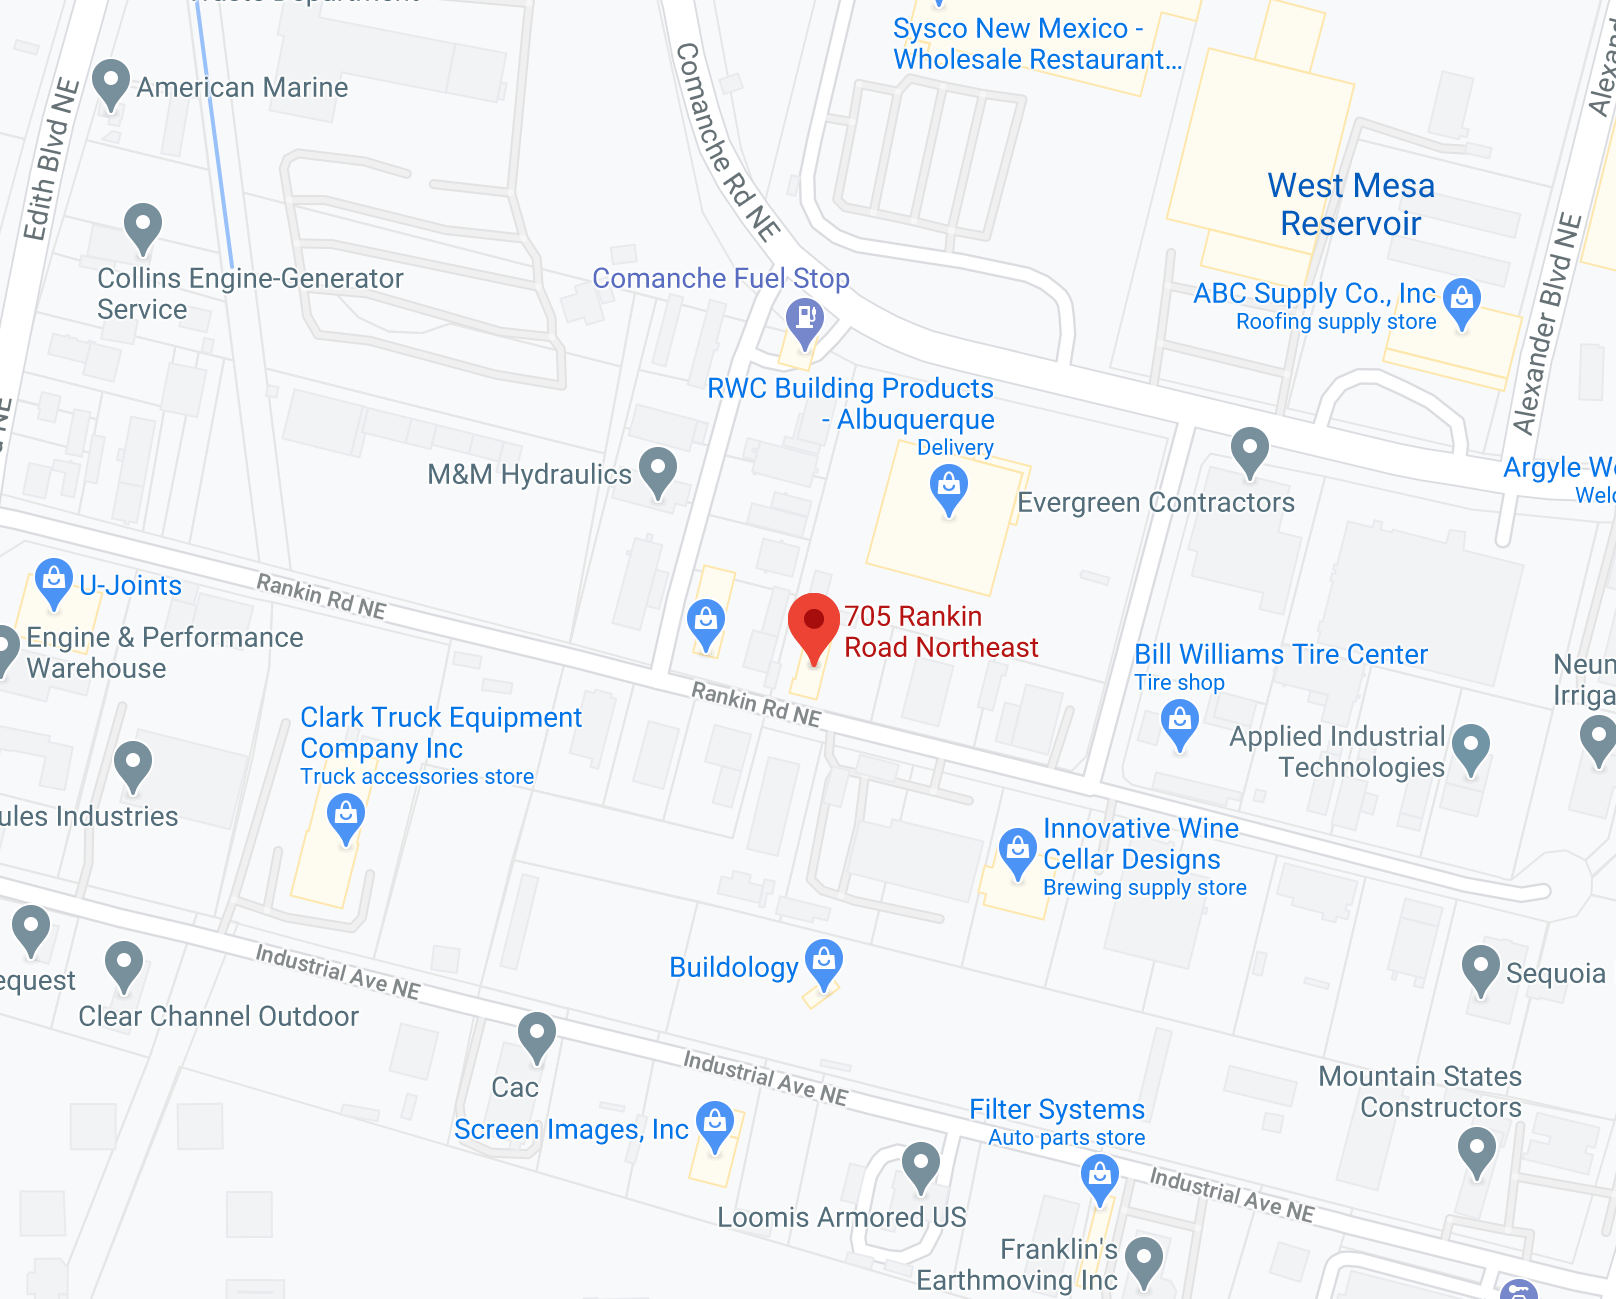 Sysco New Mexico -
Wholesale Restaurant...
American Marine
Edith Blvd NE
Comanche Rd NE
West Mesa
Reservoir
Collins Engine-Generator
Service
Comanche Fuel Stop
ABC Supply Co., Inc
Roofing supply store
Alexander Blvd NE
RWC Building Products
- Albuquerque
Delivery
M&M Hydraulics
Evergreen Contractors
Argyle
U-Joints
Rankin Rd NE
Engine & Performance
Warehouse
705 Rankin
Road Northeast
Bill Williams Tire Center
Tire shop
Rankin Rd NE
Clark Truck Equipment
Company Inc
Truck accessories store
Applied Industrial
Technologies
ules Industries
Innovative Wine
Cellar Designs
Brewing supply store
Industrial Ave NE
Buildology
equest
Sequoia
Clear Channel Outdoor
Cac
Industrial Ave NE
Mountain States
Constructors
Screen Images, Inc
Filter Systems
Auto parts store
Industrial Ave NE
Loomis Armored US
Franklin's
Earthmoving Inc